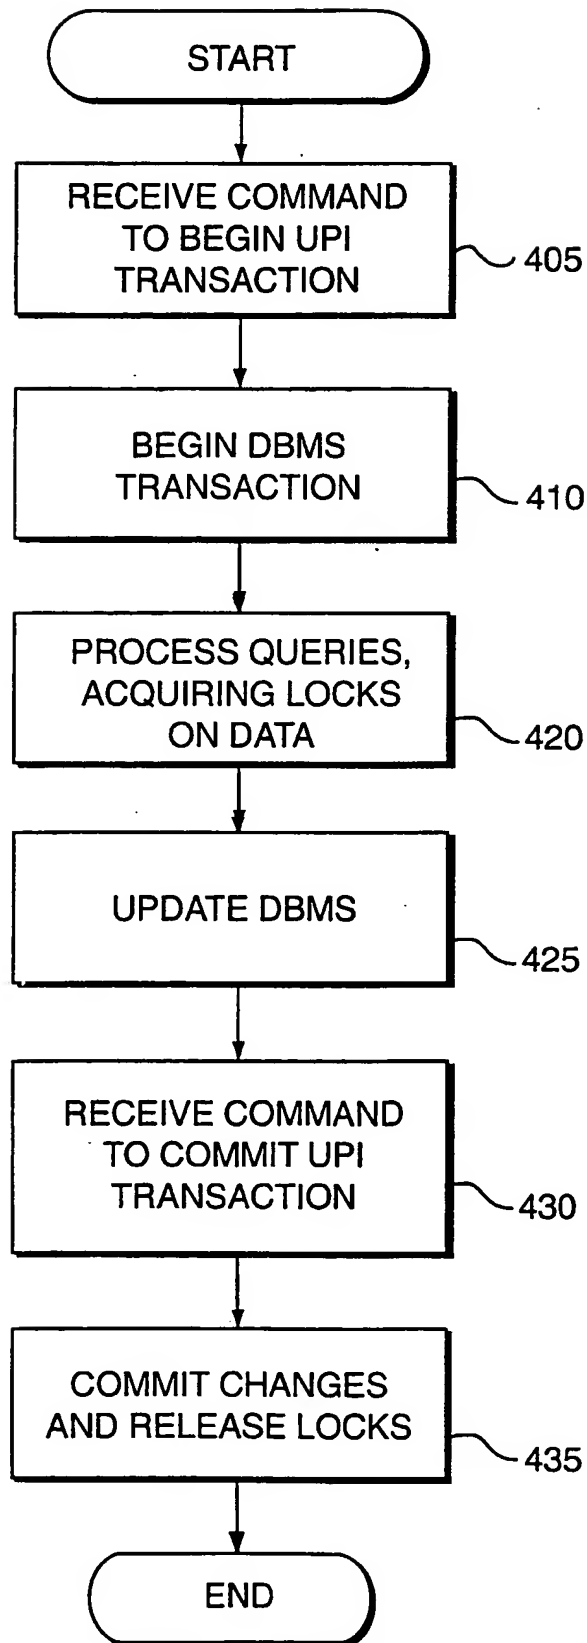 START
RECEIVE COMMAND
TO BEGIN UPI
TRANSACTION
405
BEGIN DBMS
TRANSACTION
410
PROCESS QUERIES,
ACQUIRING LOCKS
ON DATA
420
UPDATE DBMS
425
RECEIVE COMMAND
TO COMMIT UPI
TRANSACTION
430
COMMIT CHANGES
AND RELEASE LOCKS
435
END